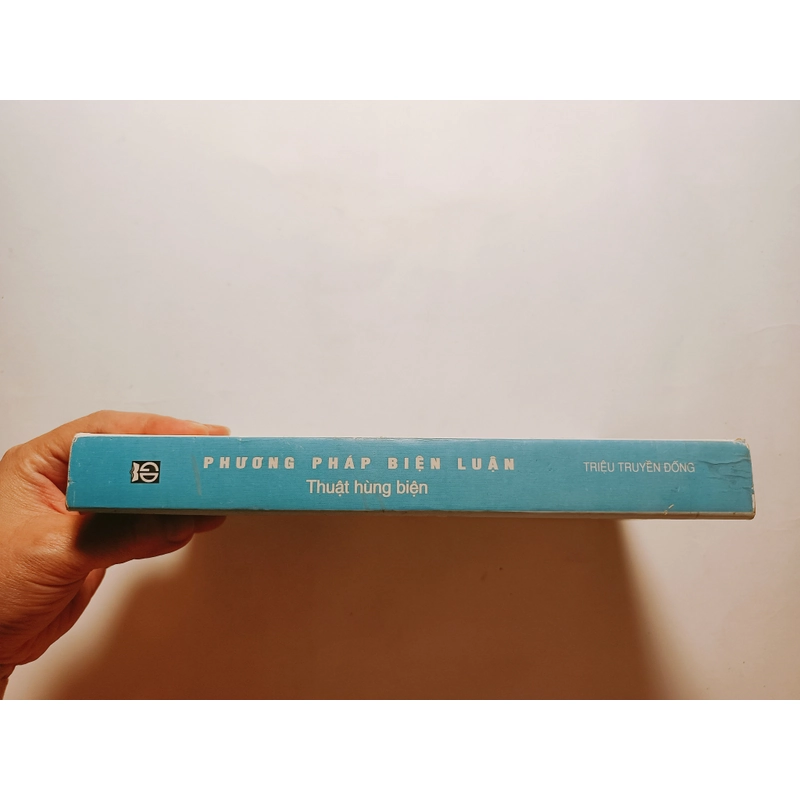 PHƯƠNG PHÁP BIỆN LUẬN
Thuật hùng biện
TRIỆU TRUYỀN ĐỐNG